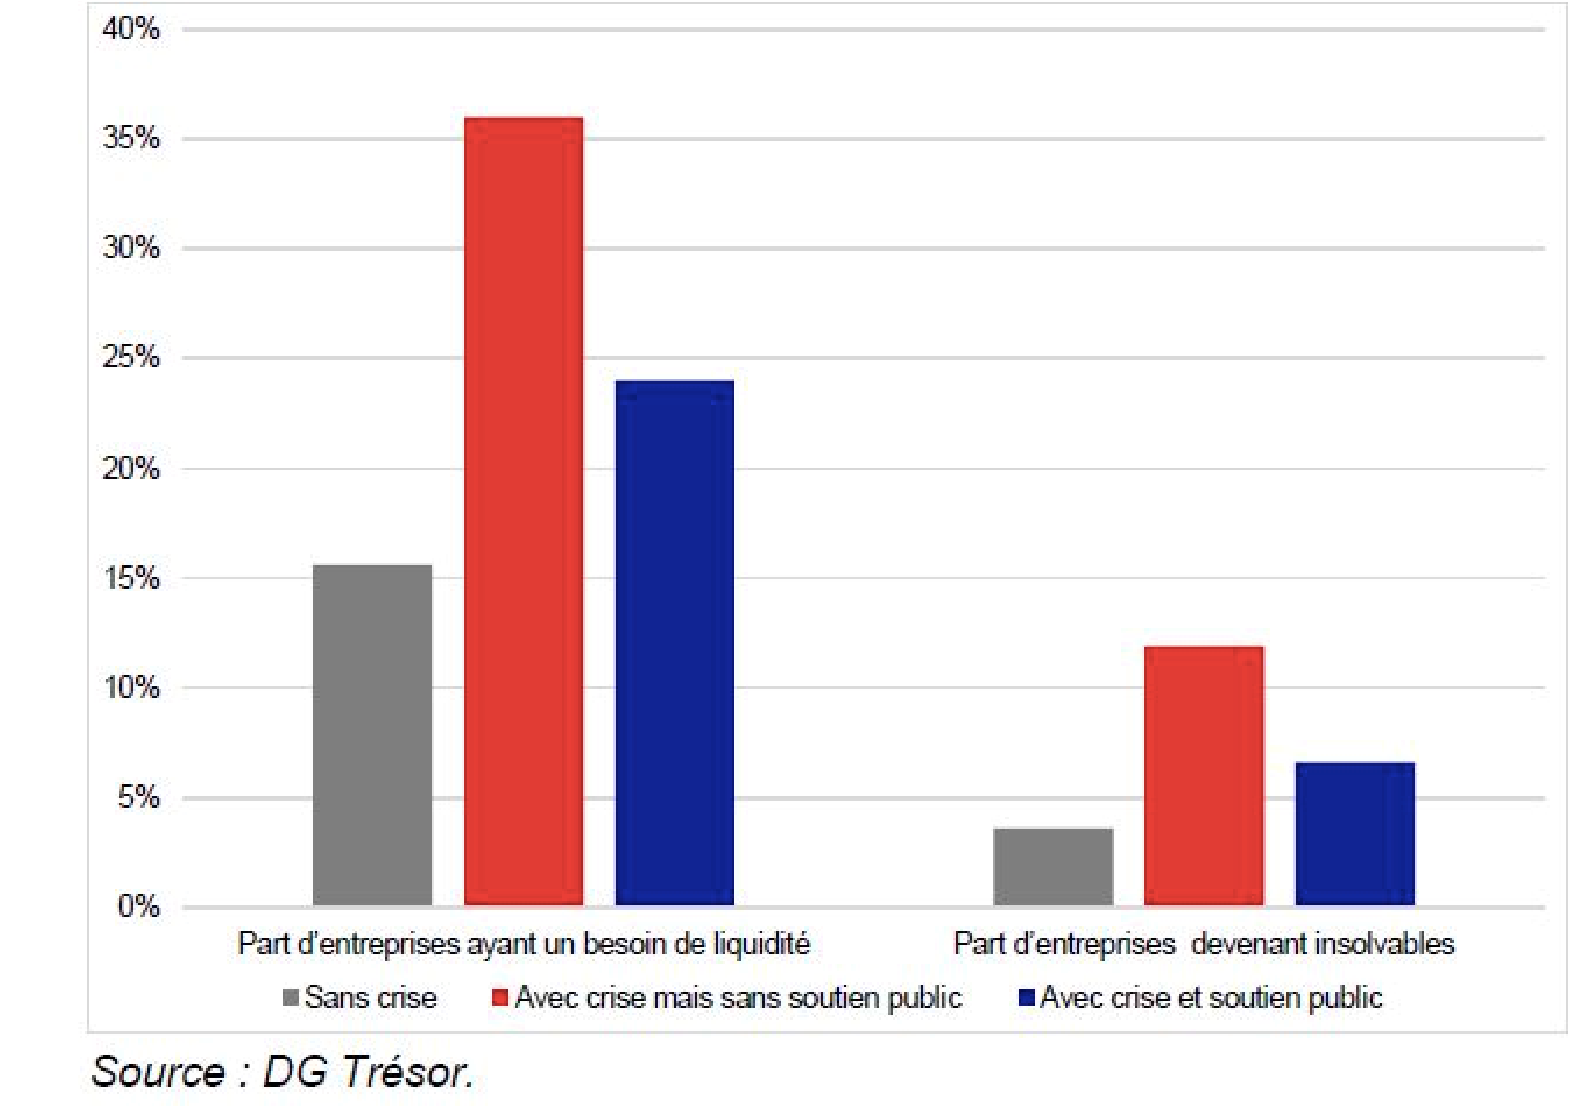 40%
35%
30%
25%
20%
15%
10%
5%
0%
Part d'entreprises ayant un besoin de liquidité
Part d'entreprises devenant insolvables
Sans crise
Avec crise mais sans soutien public
Avec crise et soutien public
Source : DG Trésor.